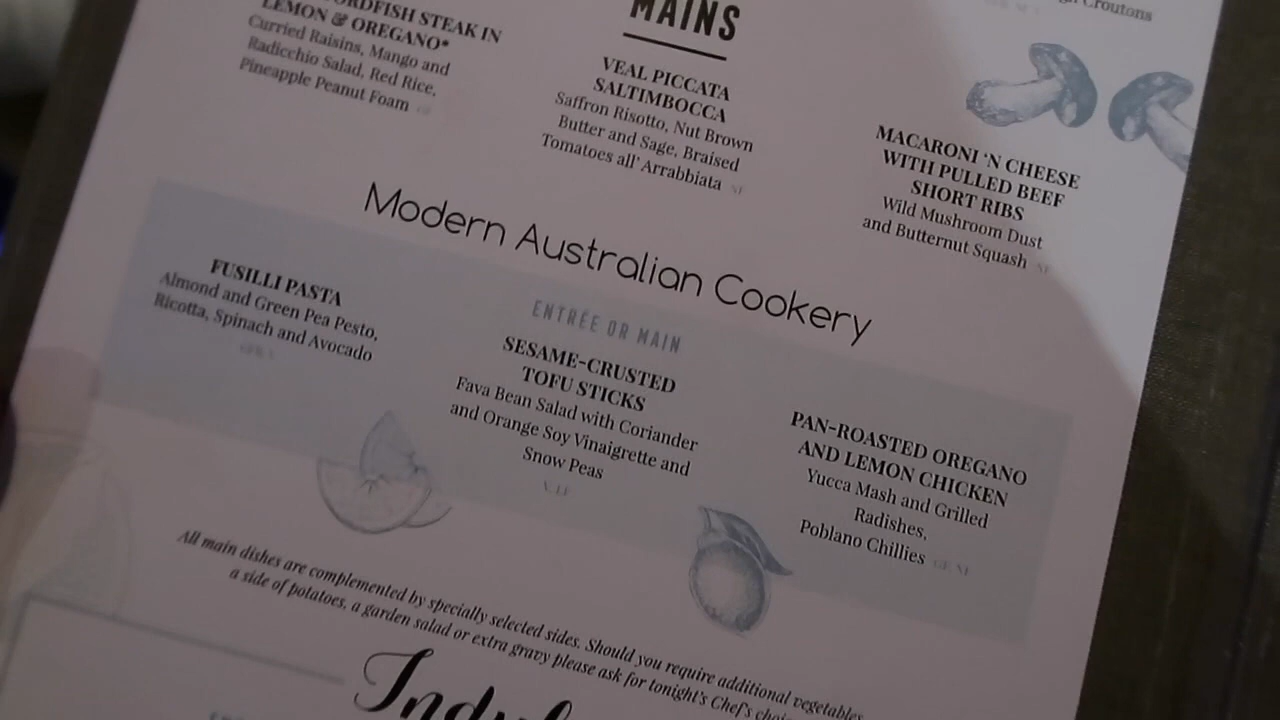 STEAK IN
LEMON & OREGANO*
Curried Raisins, Mango and
Radicchio Salad, Red Rice,
Pineapple Peanut Foam
MAINS
VEAL PICCATA
SALTIMBOCCA
Saffron Risotto, Nut Brown
Butter and Sage, Braised
Tomatoes all' Arrabbiata
Croutons
MACARONI 'N CHEESE
WITH PULLED BEEF
SHORT RIBS
Wild Mushroom Dust
and Butternut Squash
Modern Australian Cookery
FUSILLI PASTA
Almond and Green Pea Pesto,
Ricotta, Spinach and Avocado
ENTRÉE OR MAIN
SESAME-CRUSTED
TOFU STICKS
Fava Bean Salad with Coriander
and Orange Soy Vinaigrette and
Snow Peas
PAN-ROASTED OREGANO
AND LEMON CHICKEN
Yucca Mash and Grilled
Radishes,
Poblano Chillies
All main dishes are complemented by specially selected sides. Should you require additional vegetables,
a side of potatoes, a garden salad or extra gravy please ask for tonight's Chef's